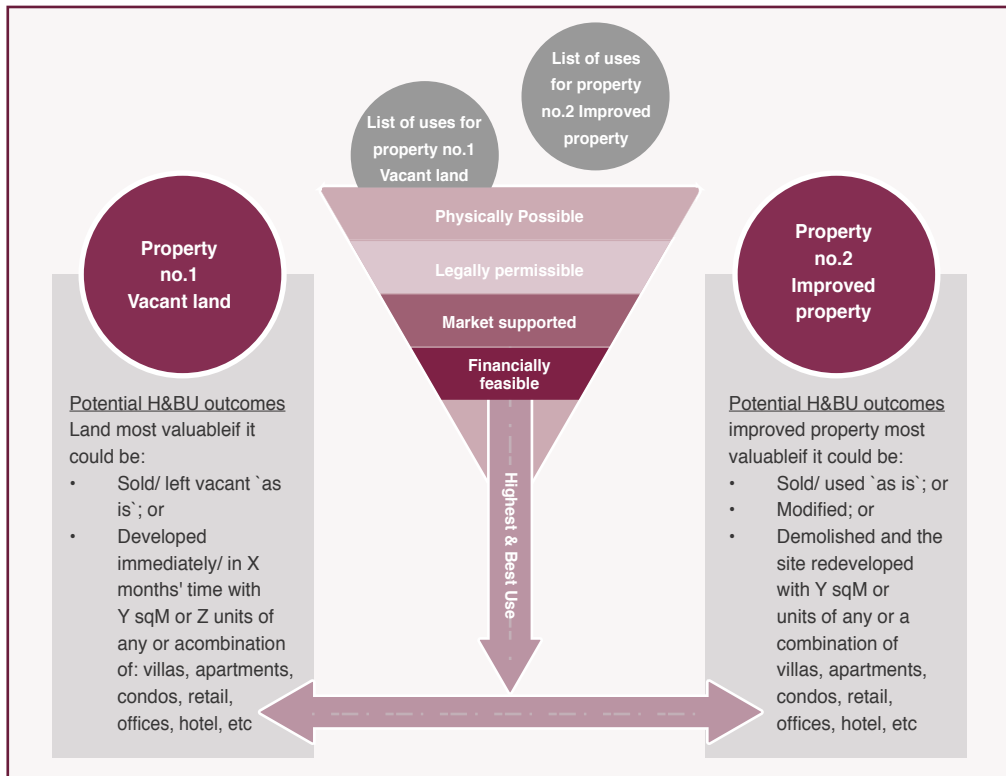 List of uses
for property
no.2 Improved
property
List of uses for
property no.1
Vacant land
Physically Possible
Legally permissible
Market supported
Financially
feasible
Highest & Best Use
Property
no.1
Vacant land
Potential H&BU outcomes
Land most valuableif it
could be:
• Sold/ left vacant `as
is`; or
• Developed
immediately/ in X
months' time with
Y sqM or Z units of
any or acombination
of: villas, apartments,
condos, retail,
offices, hotel, etc
Property
no.2
Improved
property
Potential H&BU outcomes
improved property most
valuableif it could be:
• Sold/ used `as is`; or
• Modified; or
• Demolished and the
site redeveloped
with Y sqM or
units of any or a
combination of
villas, apartments,
condos, retail,
offices, hotel, etc